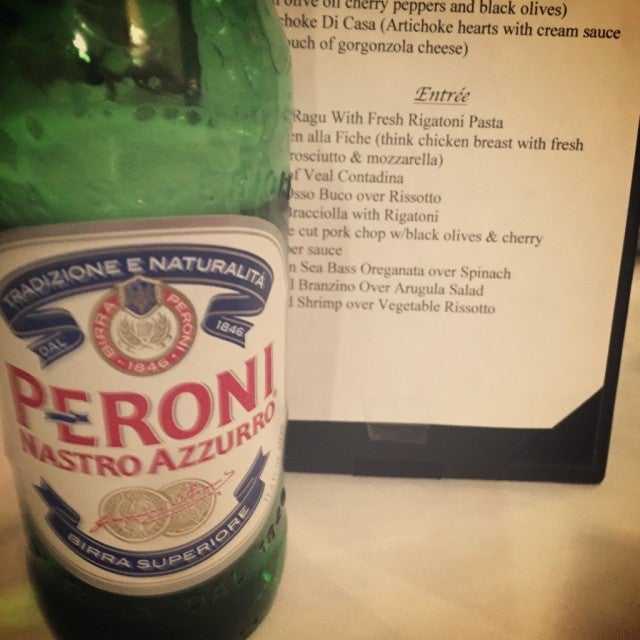 TRADIZIONE E NATURALITÀ
DAL
1846
BIRRA PERONI
·1846·
PERONI
NASTRO AZZURRO
BIRRA SUPERIORE
olive oil cherry peppers and black olives)
choke Di Casa (Artichoke hearts with cream sauce
ouch of gorgonzola cheese)
Entrée
Ragu With Fresh Rigatoni Pasta
en alla Fiche (think chicken breast with fresh
rosciutto & mozzarella)
of Veal Contadina
Osso Buco over Rissotto
Bracciolla with Rigatoni
e cut pork chop w/black olives & cherry
er sauce
n Sea Bass Oreganata over Spinach
l Branzino Over Arugula Salad
d Shrimp over Vegetable Rissotto